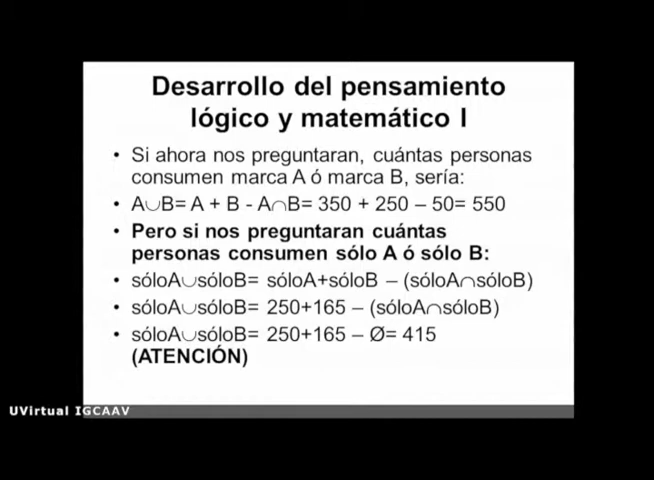 Desarrollo del pensamiento
lógico y matemático I
• Si ahora nos preguntaran, cuántas personas
consumen marca A ó marca B, sería:
• A∪B= A + B - A∩B= 350 + 250 – 50= 550
• Pero si nos preguntaran cuántas
personas consumen sólo A ó sólo B:
• sóloA∪sóloB= sóloA+sóloB – (sóloA∩sóloB)
• sóloA∪sóloB= 250+165 – (sóloA∩sóloB)
• sóloA∪sóloB= 250+165 – Ø= 415
(ATENCIÓN)
UVirtual IGCAAV